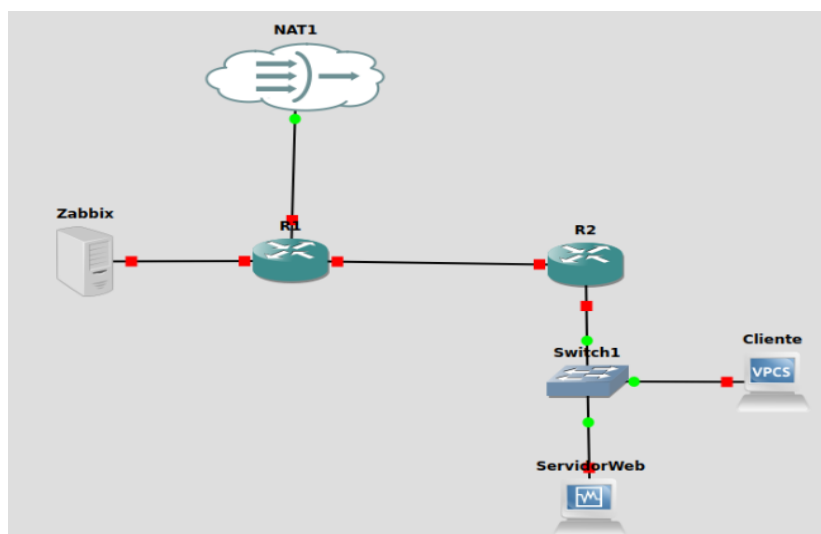 NAT1
Zabbix
R1
R2
Switch1
Cliente
VPCS
ServidorWeb